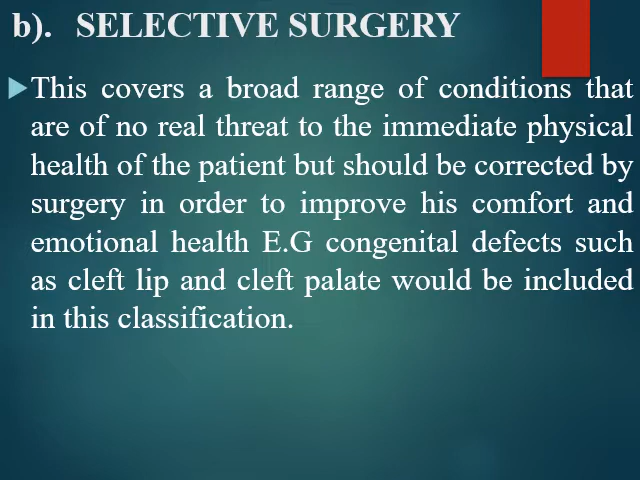 b).   SELECTIVE SURGERY
This covers a broad range of conditions that
are of no real threat to the immediate physical
health of the patient but should be corrected by
surgery in order to improve his comfort and
emotional health E.G congenital defects such
as cleft lip and cleft palate would be included
in this classification.